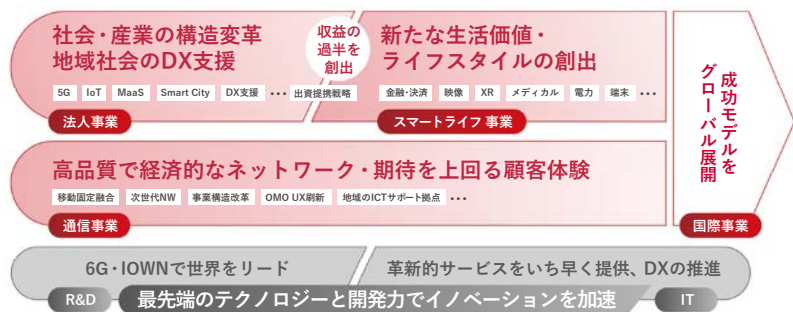 社会・産業の構造変革
地域社会のDX支援
5G IoT MaaS Smart City DX支援 ••• 出資提携戦略
法人事業
収益の
過半を
創出
新たな生活価値・
ライフスタイルの創出
金融・決済 映像 XR メディカル 電力 端末 •••
スマートライフ 事業
高品質で経済的なネットワーク・期待を上回る顧客体験
移動固定融合 次世代NW 事業構造改革 OMO UX刷新 地域のICTサポート拠点 •••
通信事業
成功モデルを
グローバル展開
国際事業
6G・IOWNで世界をリード
革新的サービスをいち早く提供、DXの推進
R&D 最先端のテクノロジーと開発力でイノベーションを加速 IT